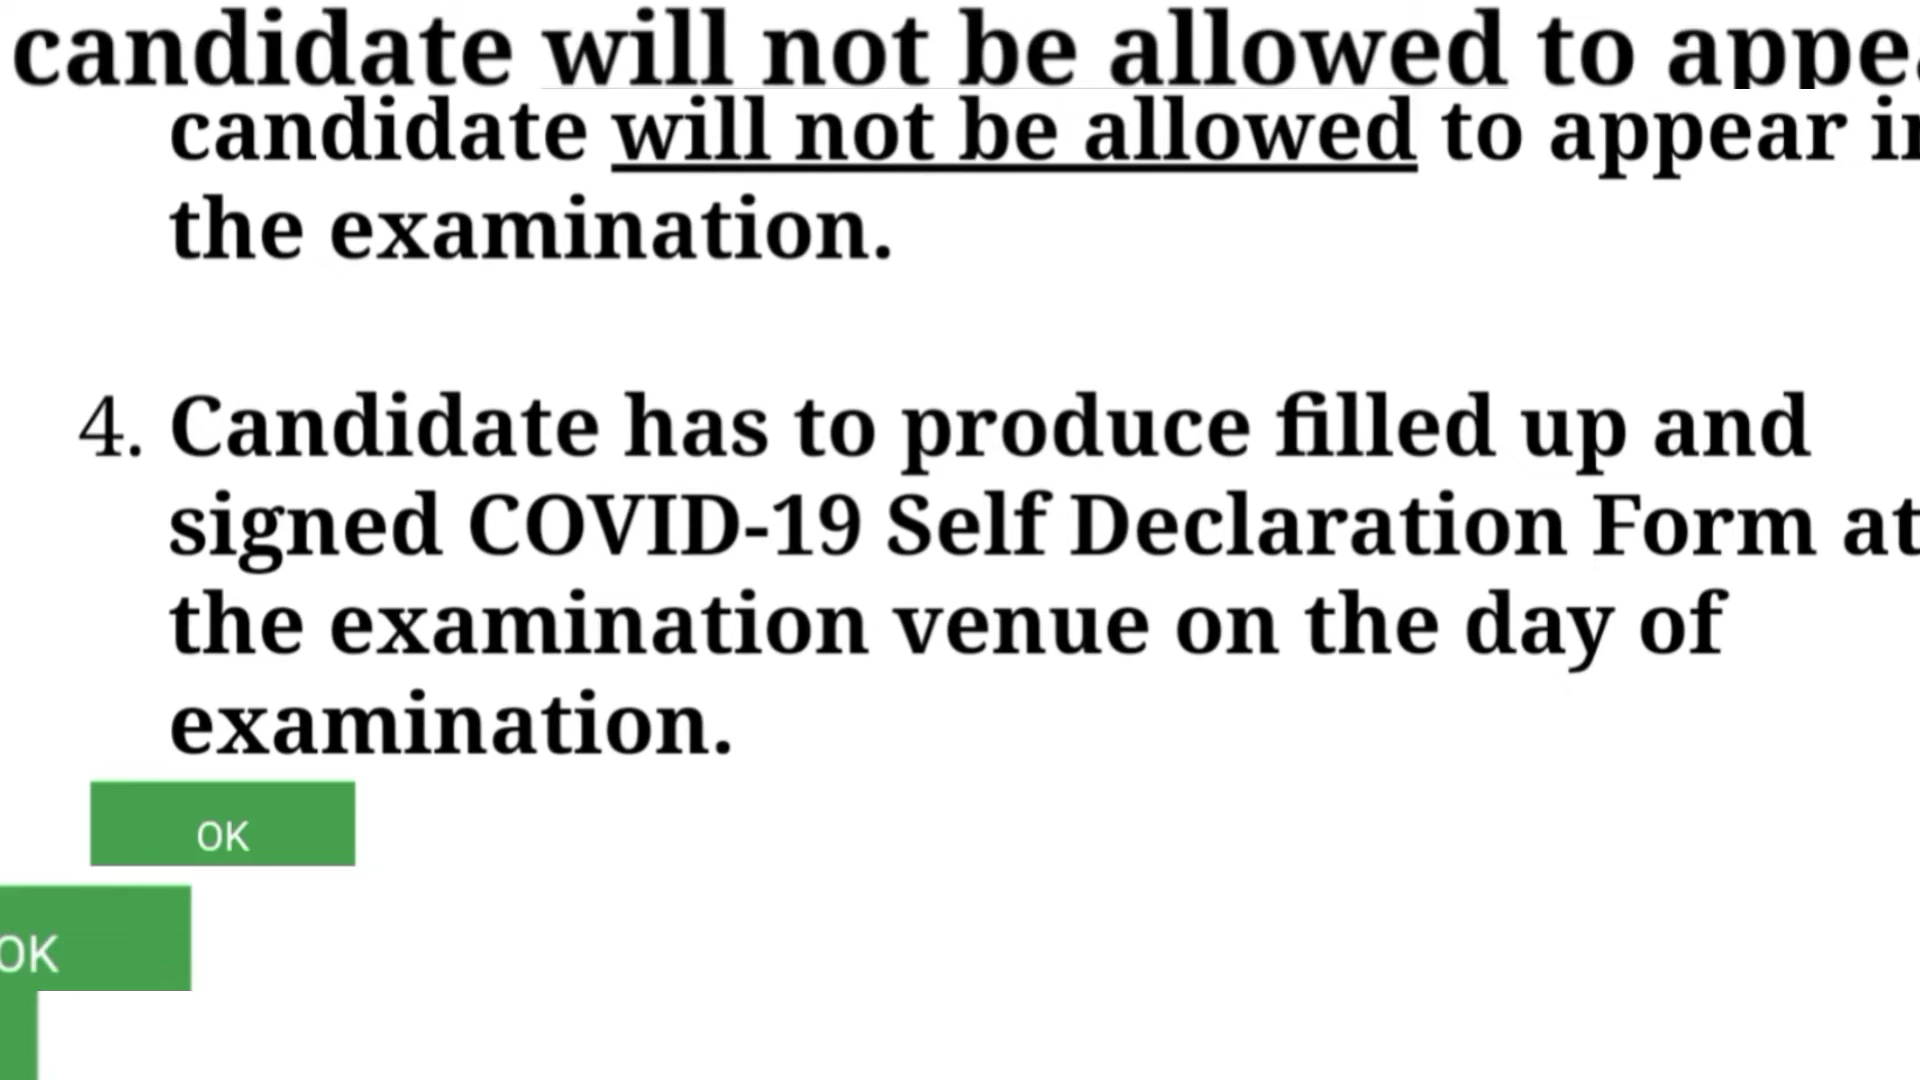 candidate will not be allowed to
candidate will not be allowed to appear
the examination.
4. Candidate has to produce filled up and
signed COVID-19 Self Declaration Form at
the examination venue on the day of
examination.
OK
OK